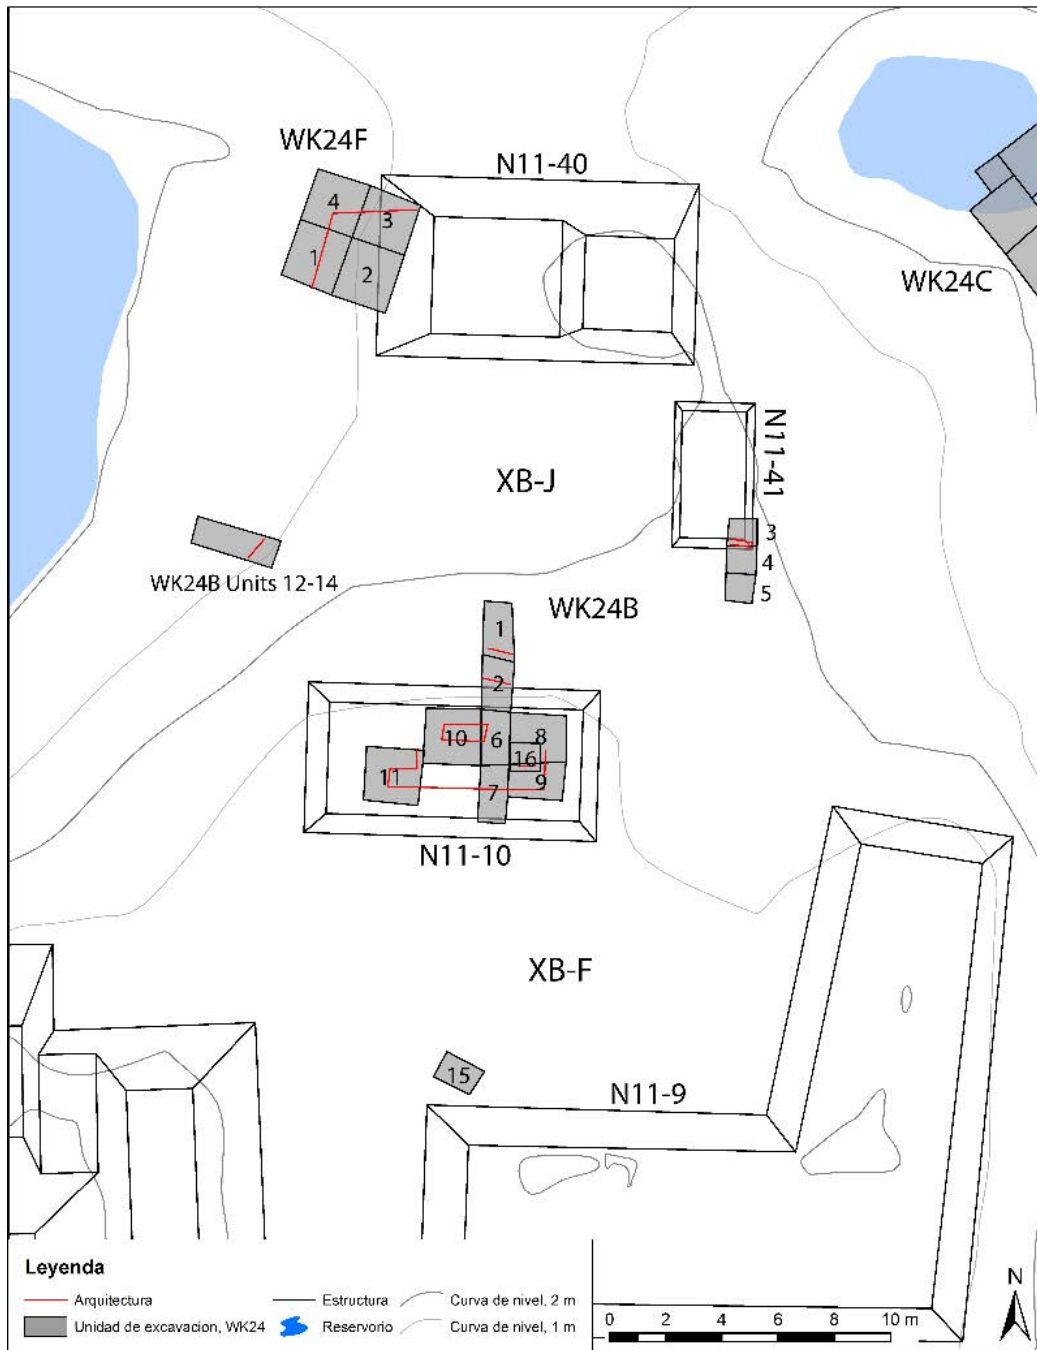 WK24F
N11-40
4
3
1
2
WK24C
N11-41
XB-J
3
4
5
WK24B Units 12-14
WK24B
1
2
10
6
8
16
11
7
9
N11-10
XB-F
15
N11-9
Leyenda
Arquitectura
Estructura
Curva de nivel, 2 m
Unidad de excavacion, WK24
Reservorio
Curva de nivel, 1 m
N
0 2 4 6 8 10 m